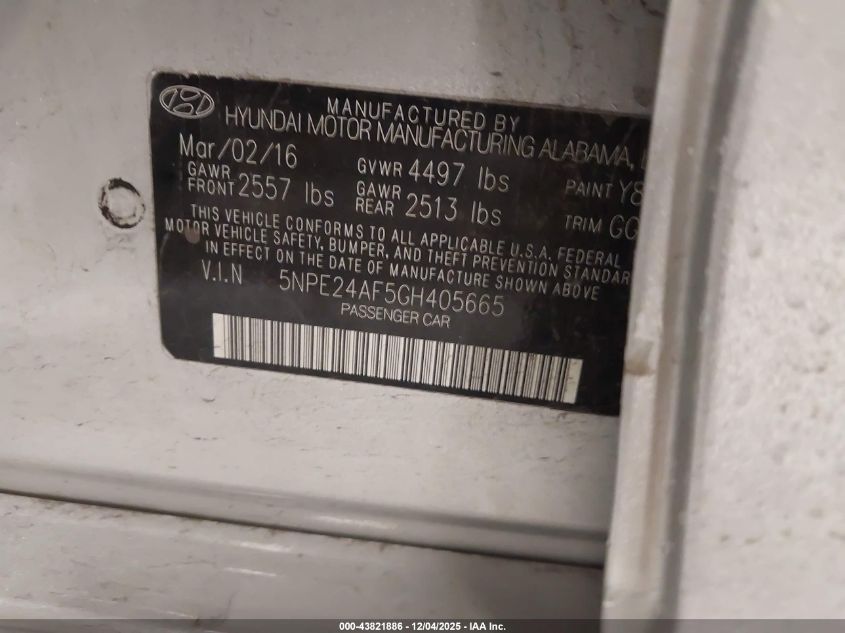 MANUFACTURED BY
HYUNDAI MOTOR MANUFACTURING ALABAMA,
Mar/02/16 GVWR 4497 lbs PAINT Y8
GAWR FRONT 2557 lbs GAWR REAR 2513 lbs TRIM GG
THIS VEHICLE CONFORMS TO ALL APPLICABLE U.S.A. FEDERAL
MOTOR VEHICLE SAFETY, BUMPER, AND THEFT PREVENTION STANDAR
IN EFFECT ON THE DATE OF MANUFACTURE SHOWN ABOVE
V.I.N 5NPE24AF5GH405665
PASSENGER CAR
000-43821886 - 12/04/2025 - IAA Inc.